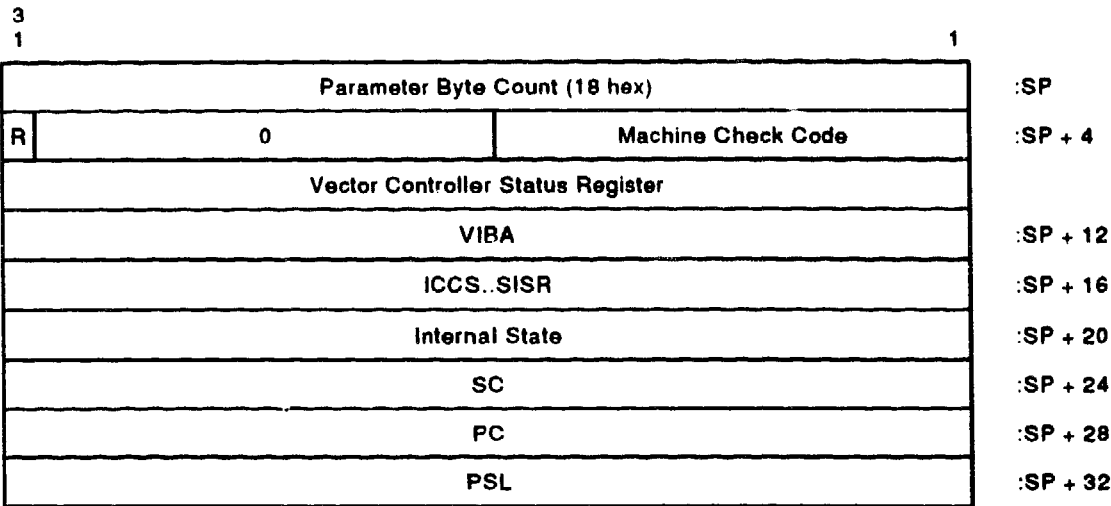 3
1 1
Parameter Byte Count (18 hex) :SP
R 0 Machine Check Code :SP + 4
Vector Controller Status Register
VIBA :SP + 12
ICCS..SISR :SP + 16
Internal State :SP + 20
SC :SP + 24
PC :SP + 28
PSL :SP + 32